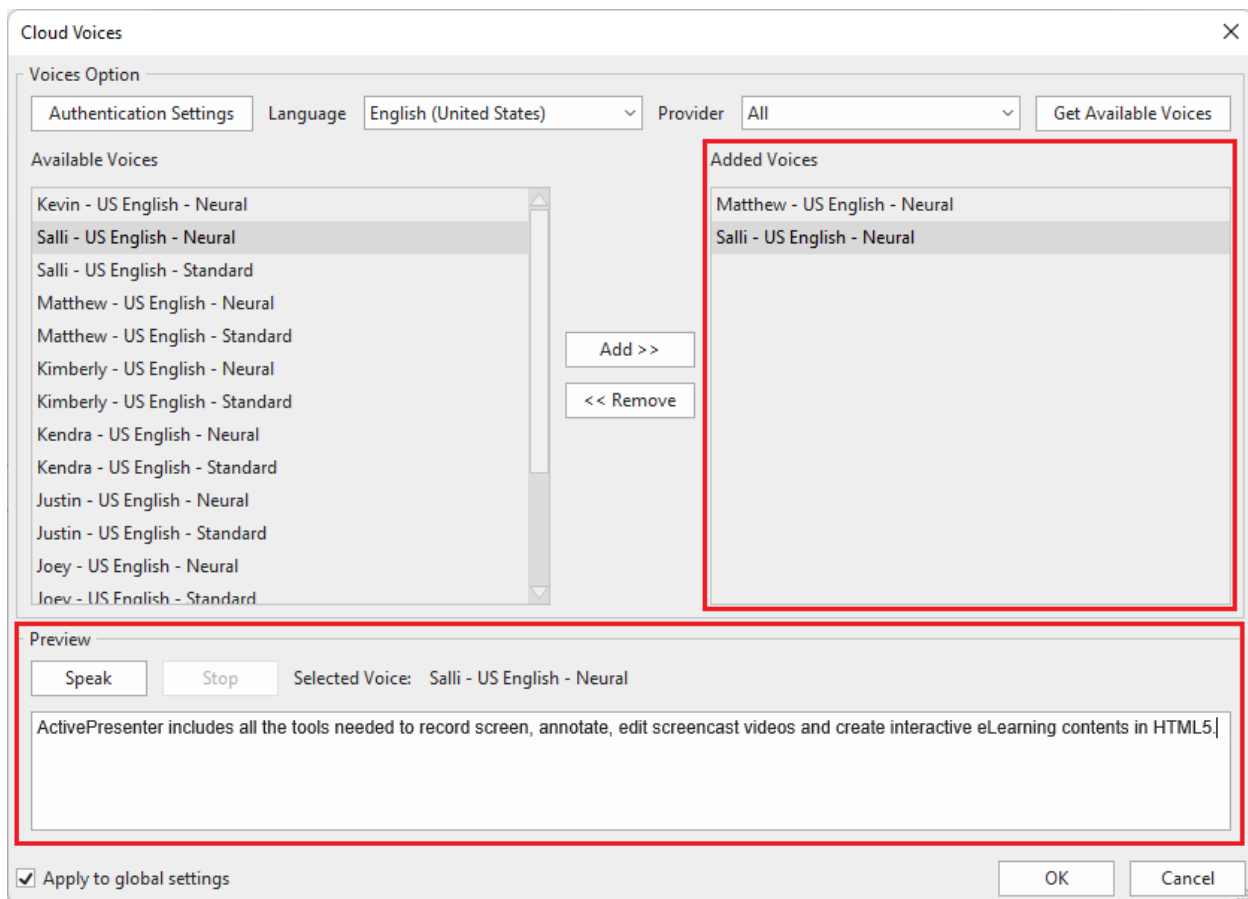 Cloud Voices
Voices Option
Authentication Settings Language English (United States) Provider All Get Available Voices
Available Voices
Kevin - US English - Neural
Salli - US English - Neural
Salli - US English - Standard
Matthew - US English - Neural
Matthew - US English - Standard
Kimberly - US English - Neural
Kimberly - US English - Standard
Kendra - US English - Neural
Kendra - US English - Standard
Justin - US English - Neural
Justin - US English - Standard
Joey - US English - Neural
Joey - US English - Standard
Add >>
<< Remove
Added Voices
Matthew - US English - Neural
Salli - US English - Neural
Preview
Speak Stop Selected Voice: Salli - US English - Neural
ActivePresenter includes all the tools needed to record screen, annotate, edit screencast videos and create interactive eLearning contents in HTML5.
Apply to global settings
OK Cancel